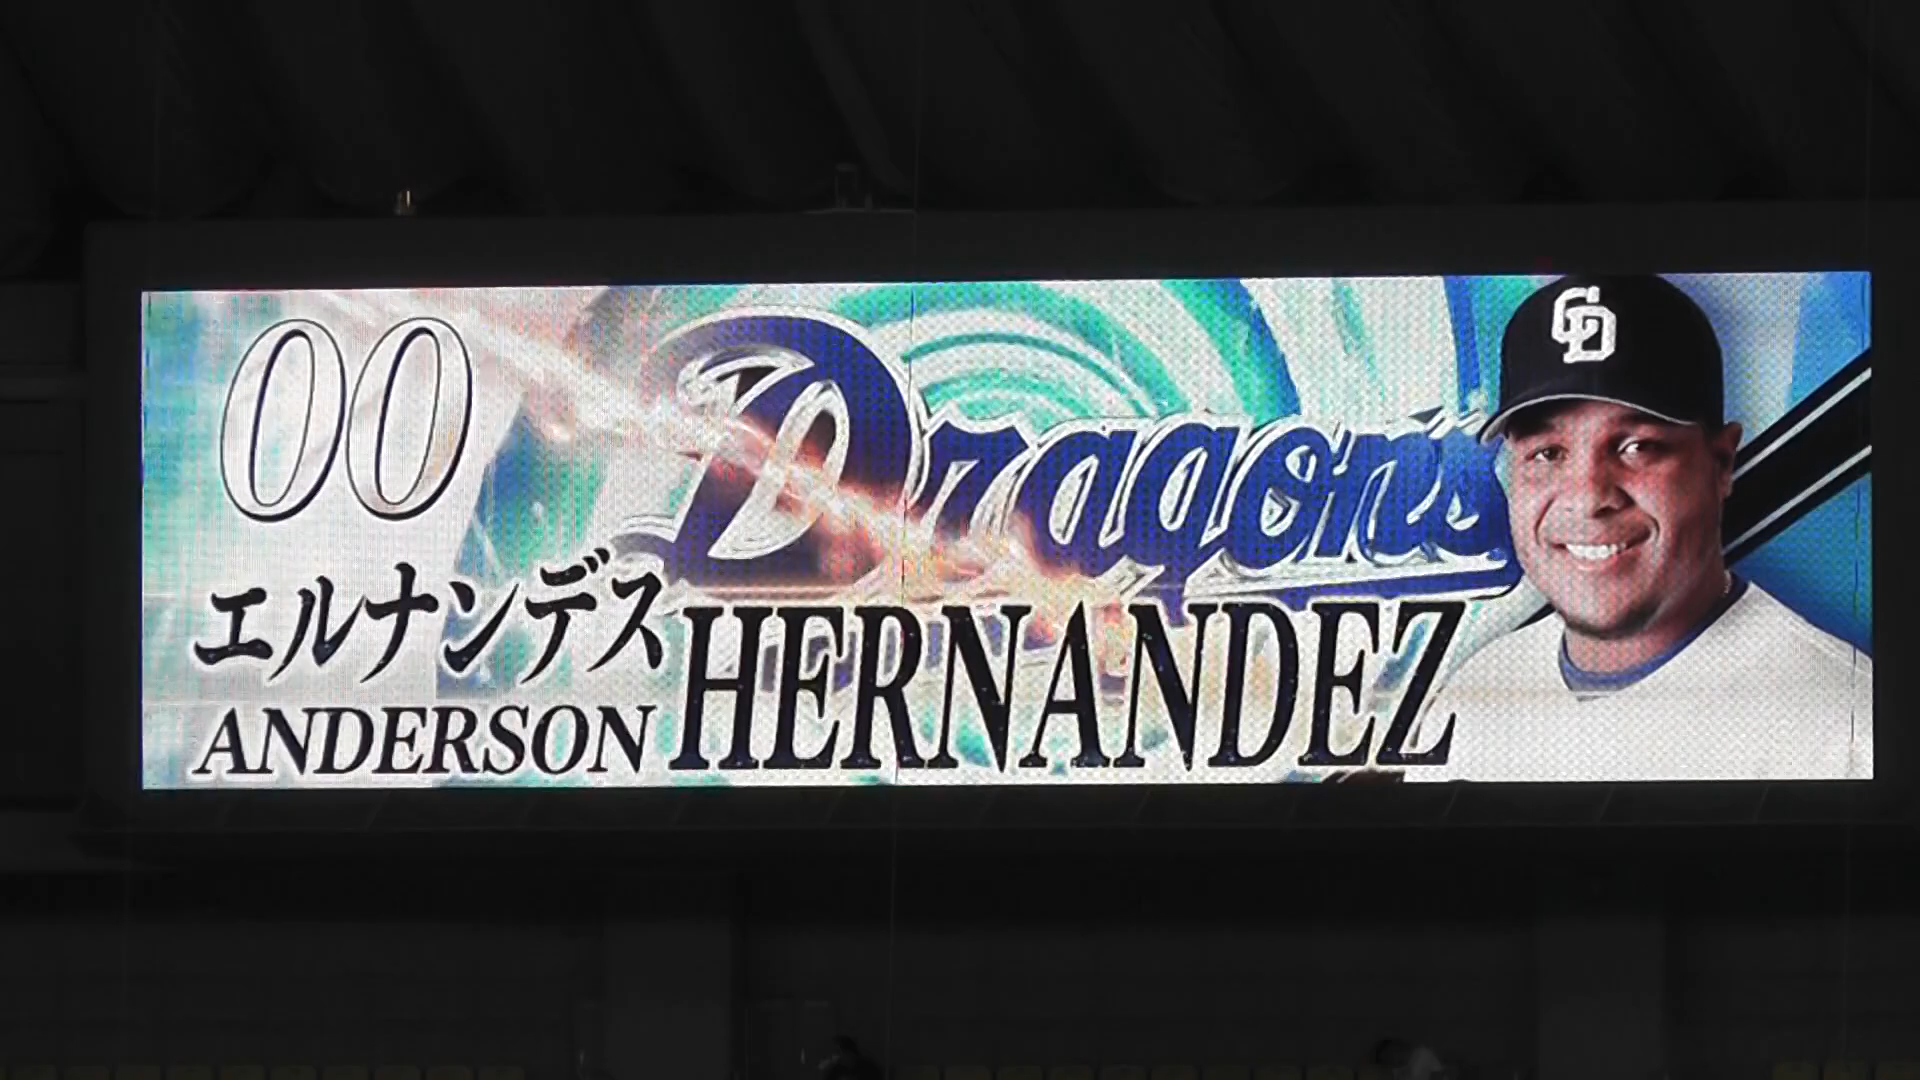 00
Dragons
CD
エルナンデス
ANDERSON HERNANDEZ